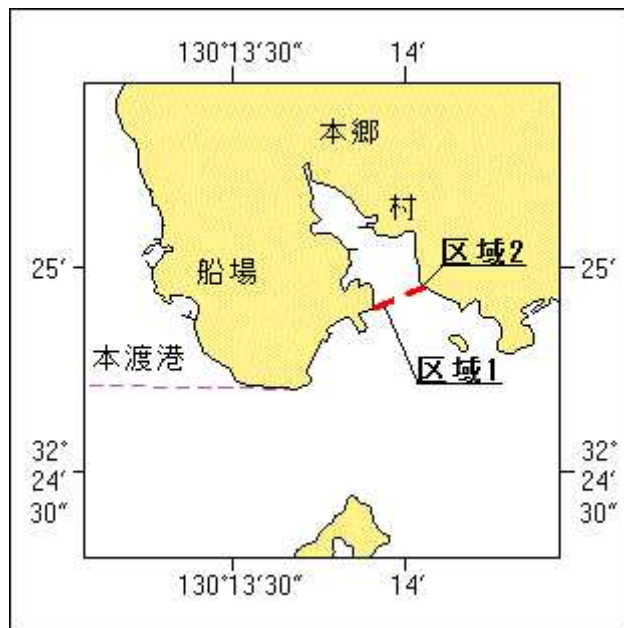 130°13′30″ 14′
本郷
村
区域2
25′ 船場 25′
本渡港
区域1
32° 32°
24′ 24′
30″ 30″
130°13′30″ 14′